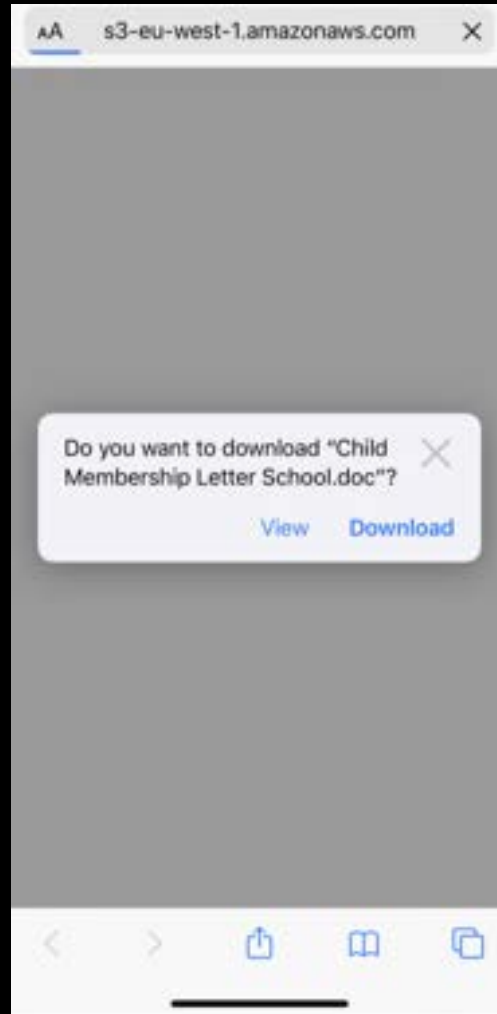 AA s3-eu-west-1.amazonaws.com
Do you want to download “Child
Membership Letter School.doc”?
View Download